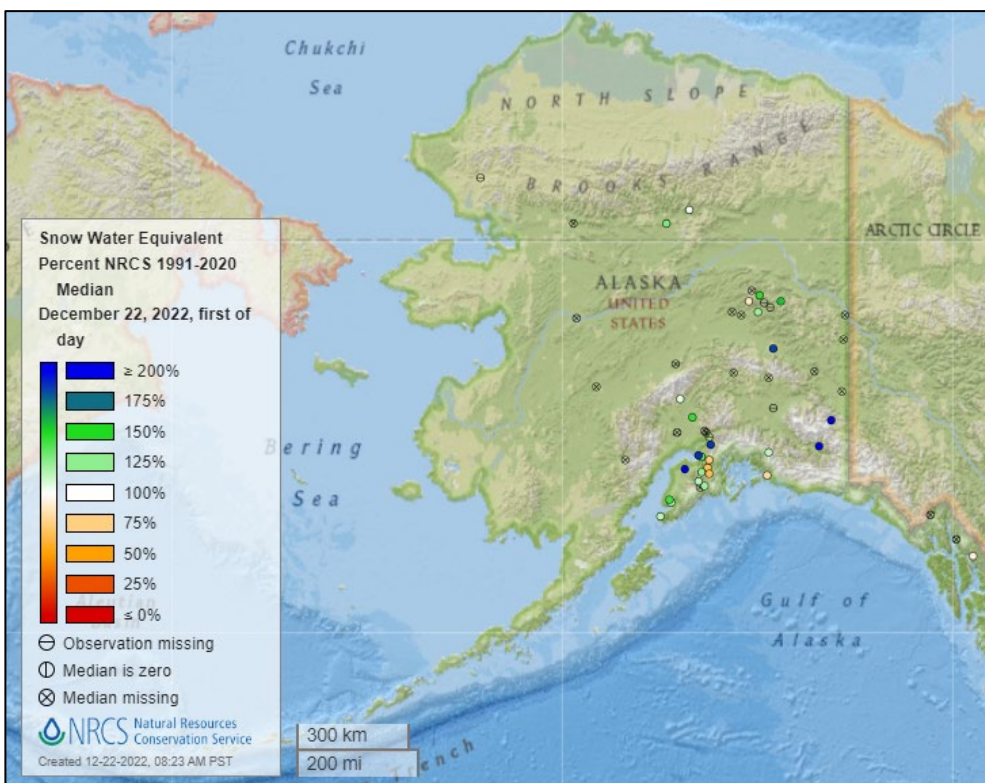 Chukchi
Sea
NORTH SLOPE
BROOKS RANGE
ARCTIC CIRCLE
ALASKA
UNITED
STATES
Bering
Sea
Gulf of
Alaska
Trench
Snow Water Equivalent
Percent NRCS 1991-2020
Median
December 22, 2022, first of
day
≥ 200%
175%
150%
125%
100%
75%
50%
25%
≤ 0%
Aleutian
Observation missing
Median is zero
Median missing
NRCS Natural Resources
Conservation Service
Created 12-22-2022, 08:23 AM PST
300 km
200 mi